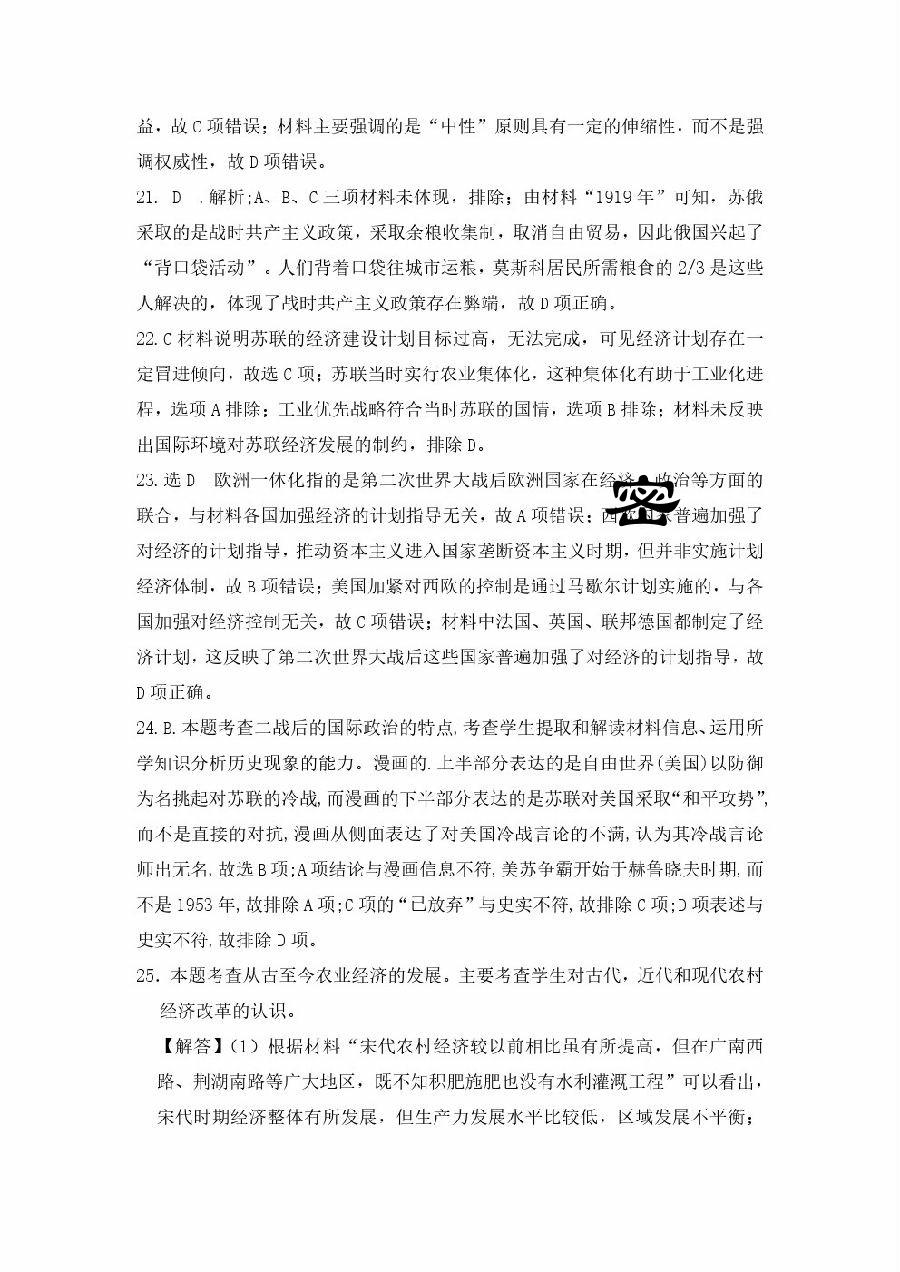 益，故 C 项错误；材料主要强调的是“中性”原则具有一定的伸缩性，而不是强
调权威性，故 D 项错误。
21. D .解析;A、B、C 三项材料未体现，排除；由材料“1919 年”可知，苏俄
采取的是战时共产主义政策，采取余粮收集制，取消自由贸易，因此俄国兴起了
“背口袋活动”。人们背着口袋往城市运粮，莫斯科居民所需粮食的 2/3 是这些
人解决的，体现了战时共产主义政策存在弊端，故 D 项正确。
22.C 材料说明苏联的经济建设计划目标过高，无法完成，可见经济计划存在一
定冒进倾向，故选 C 项；苏联当时实行农业集体化，这种集体化有助于工业化进
程，选项 A 排除；工业优先战略符合当时苏联的国情，选项 B 排除；材料未反映
出国际环境对苏联经济发展的制约，排除 D。
23.选 D 欧洲一体化指的是第二次世界大战后欧洲国家在经 密 治等方面的
联合，与材料各国加强经济的计划指导无关，故 A 项错误；普遍加强了
对经济的计划指导，推动资本主义进入国家垄断资本主义时期，但并非实施计划
经济体制，故 B 项错误；美国加紧对西欧的控制是通过马歇尔计划实施的，与各
国加强对经济控制无关，故 C 项错误；材料中法国、英国、联邦德国都制定了经
济计划，这反映了第二次世界大战后这些国家普遍加强了对经济的计划指导，故
D 项正确。
24.B.本题考查二战后的国际政治的特点,考查学生提取和解读材料信息、运用所
学知识分析历史现象的能力。漫画的.上半部分表达的是自由世界(美国)以防御
为名挑起对苏联的冷战,而漫画的下半部分表达的是苏联对美国采取“和平攻势”,
而不是直接的对抗,漫画从侧面表达了对美国冷战言论的不满,认为其冷战言论
师出无名,故选 B 项;A 项结论与漫画信息不符,美苏争霸开始于赫鲁晓夫时期,而
不是 1953 年,故排除 A 项;C 项的“已放弃”与史实不符,故排除 C 项;D 项表述与
史实不符,故排除 D 项。
25. 本题考查从古至今农业经济的发展。主要考查学生对古代，近代和现代农村
经济改革的认识。
【解答】（1）根据材料“宋代农村经济较以前相比虽有所提高，但在广南西
路、荆湖南路等广大地区，既不知积肥施肥也没有水利灌溉工程”可以看出，
宋代时期经济整体有所发展，但生产力发展水平比较低，区域发展不平衡；